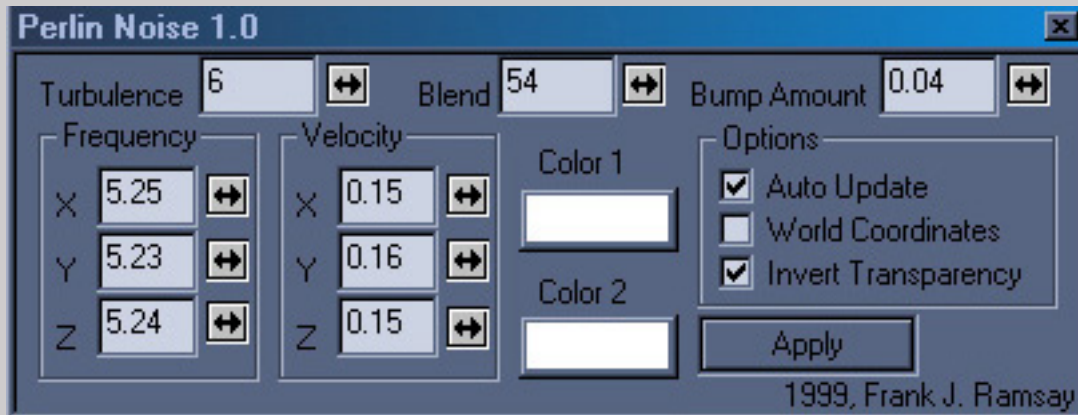 Perlin Noise 1.0
Turbulence 6 Blend 54 Bump Amount 0.04
Frequency
X 5.25
Y 5.23
Z 5.24
Velocity
X 0.15
Y 0.16
Z 0.15
Color 1
Color 2
Options
Auto Update
World Coordinates
Invert Transparency
Apply
1999, Frank J. Ramsay